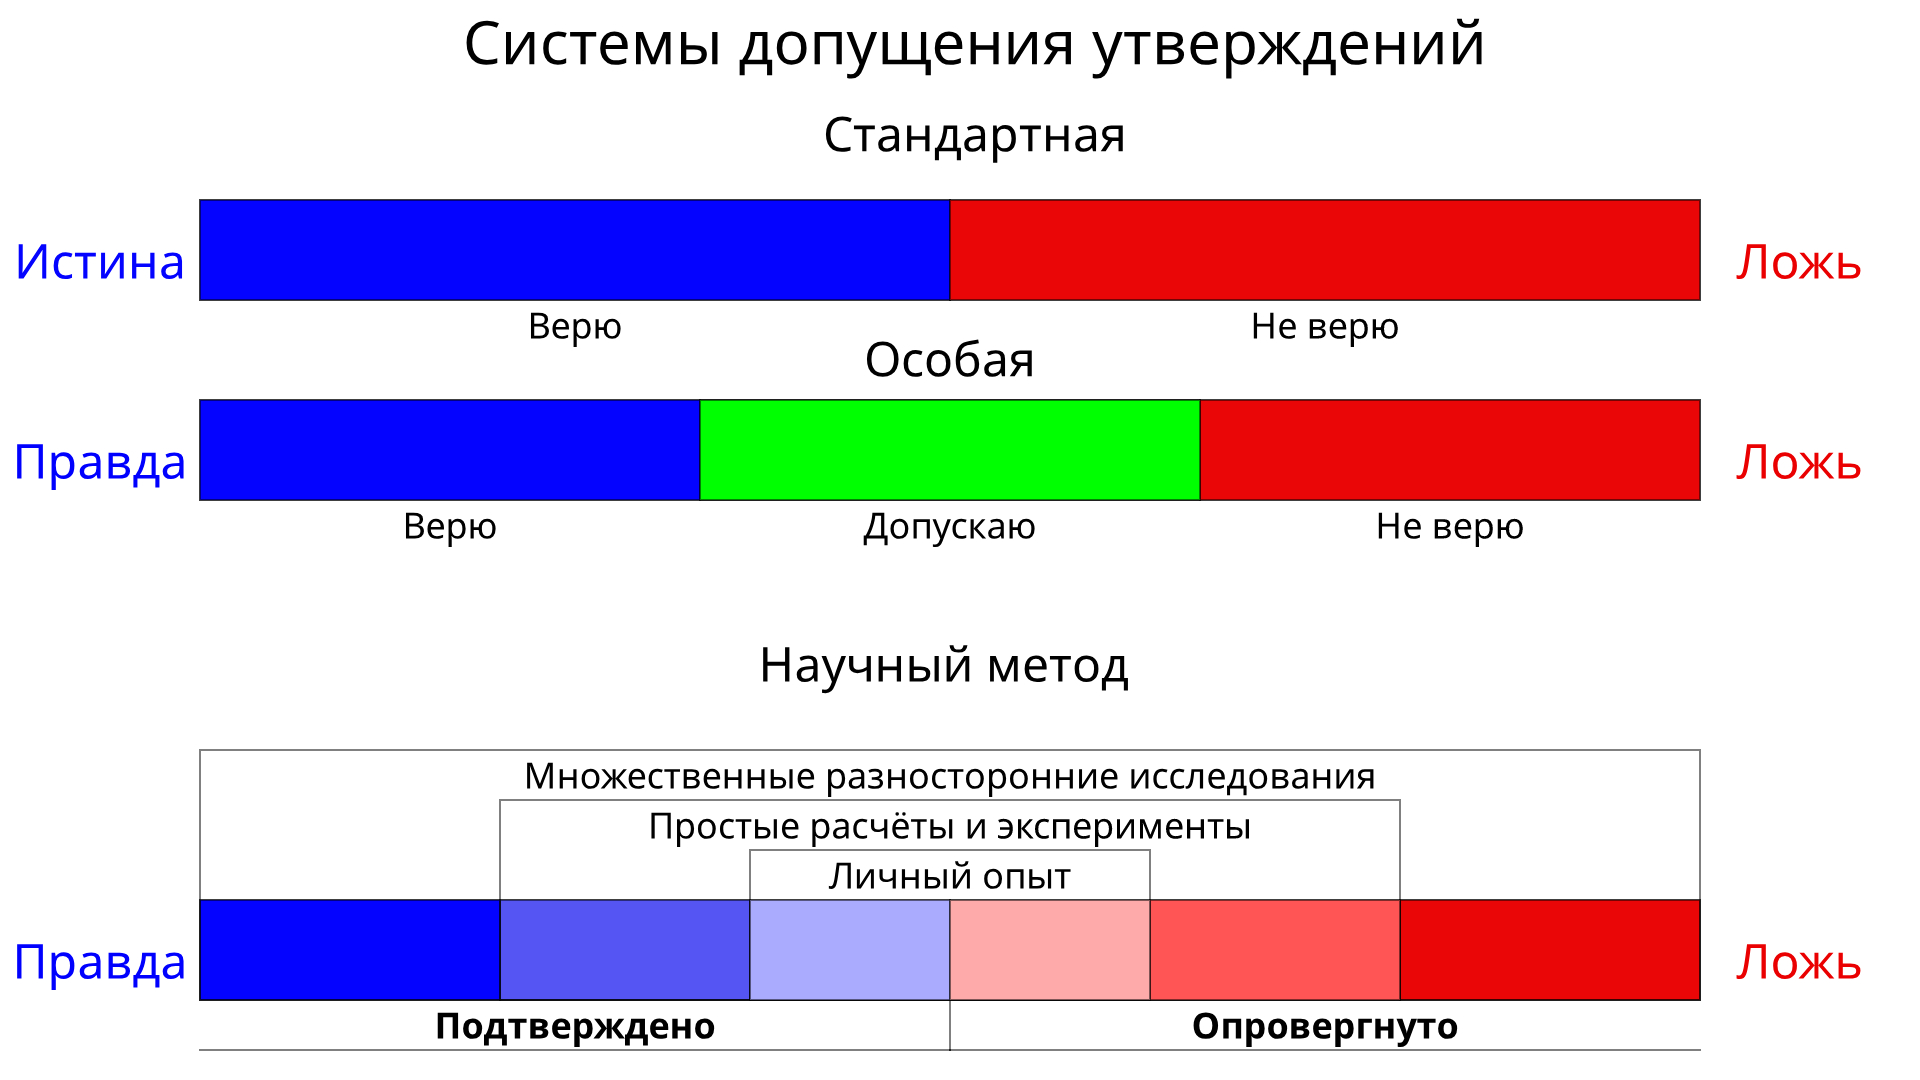 Системы допущения утверждений
Стандартная
Истина
Ложь
Верю
Не верю
Особая
Правда
Ложь
Верю
Допускаю
Не верю
Научный метод
Множественные разносторонние исследования
Простые расчёты и эксперименты
Личный опыт
Правда
Ложь
Подтверждено
Опровергнуто